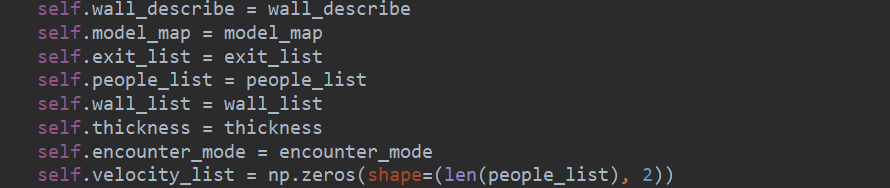 self.wall_describe = wall_describe
self.model_map = model_map
self.exit_list = exit_list
self.people_list = people_list
self.wall_list = wall_list
self.thickness = thickness
self.encounter_mode = encounter_mode
self.velocity_list = np.zeros(shape=(len(people_list), 2))